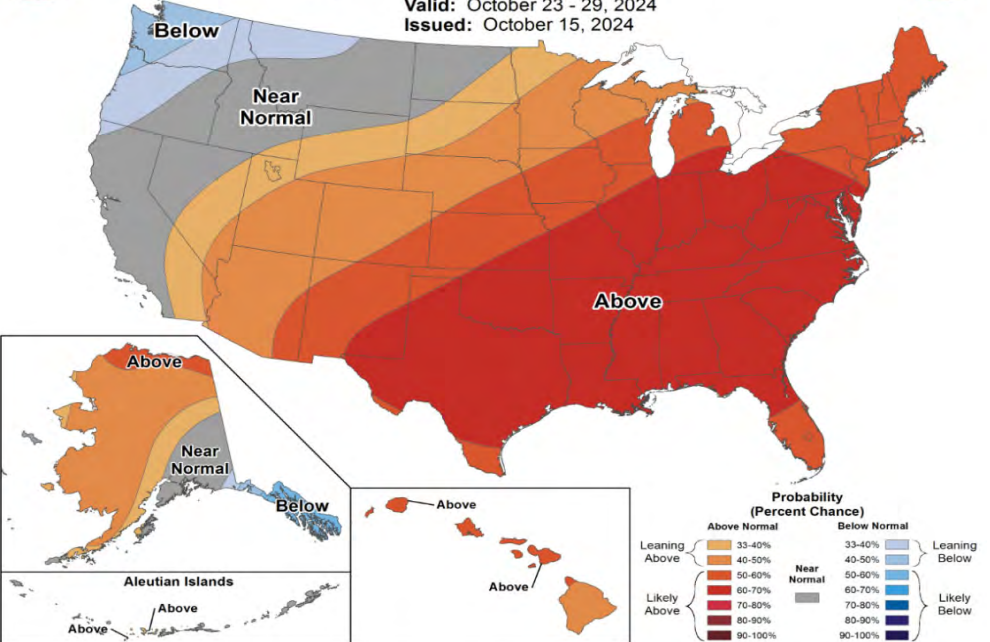 Valid: October 23 - 29, 2024
Issued: October 15, 2024
Below
Near
Normal
Above
Above
Near
Normal
Below
Above
Above
Aleutian Islands
Above
Above
Probability
(Percent Chance)
Above Normal
Below Normal
Leaning
Above
33-40%
40-50%
Likely
Above
50-60%
60-70%
70-80%
80-90%
90-100%
Near
Normal
33-40%
40-50%
Leaning
Below
50-60%
60-70%
70-80%
80-90%
90-100%
Likely
Below